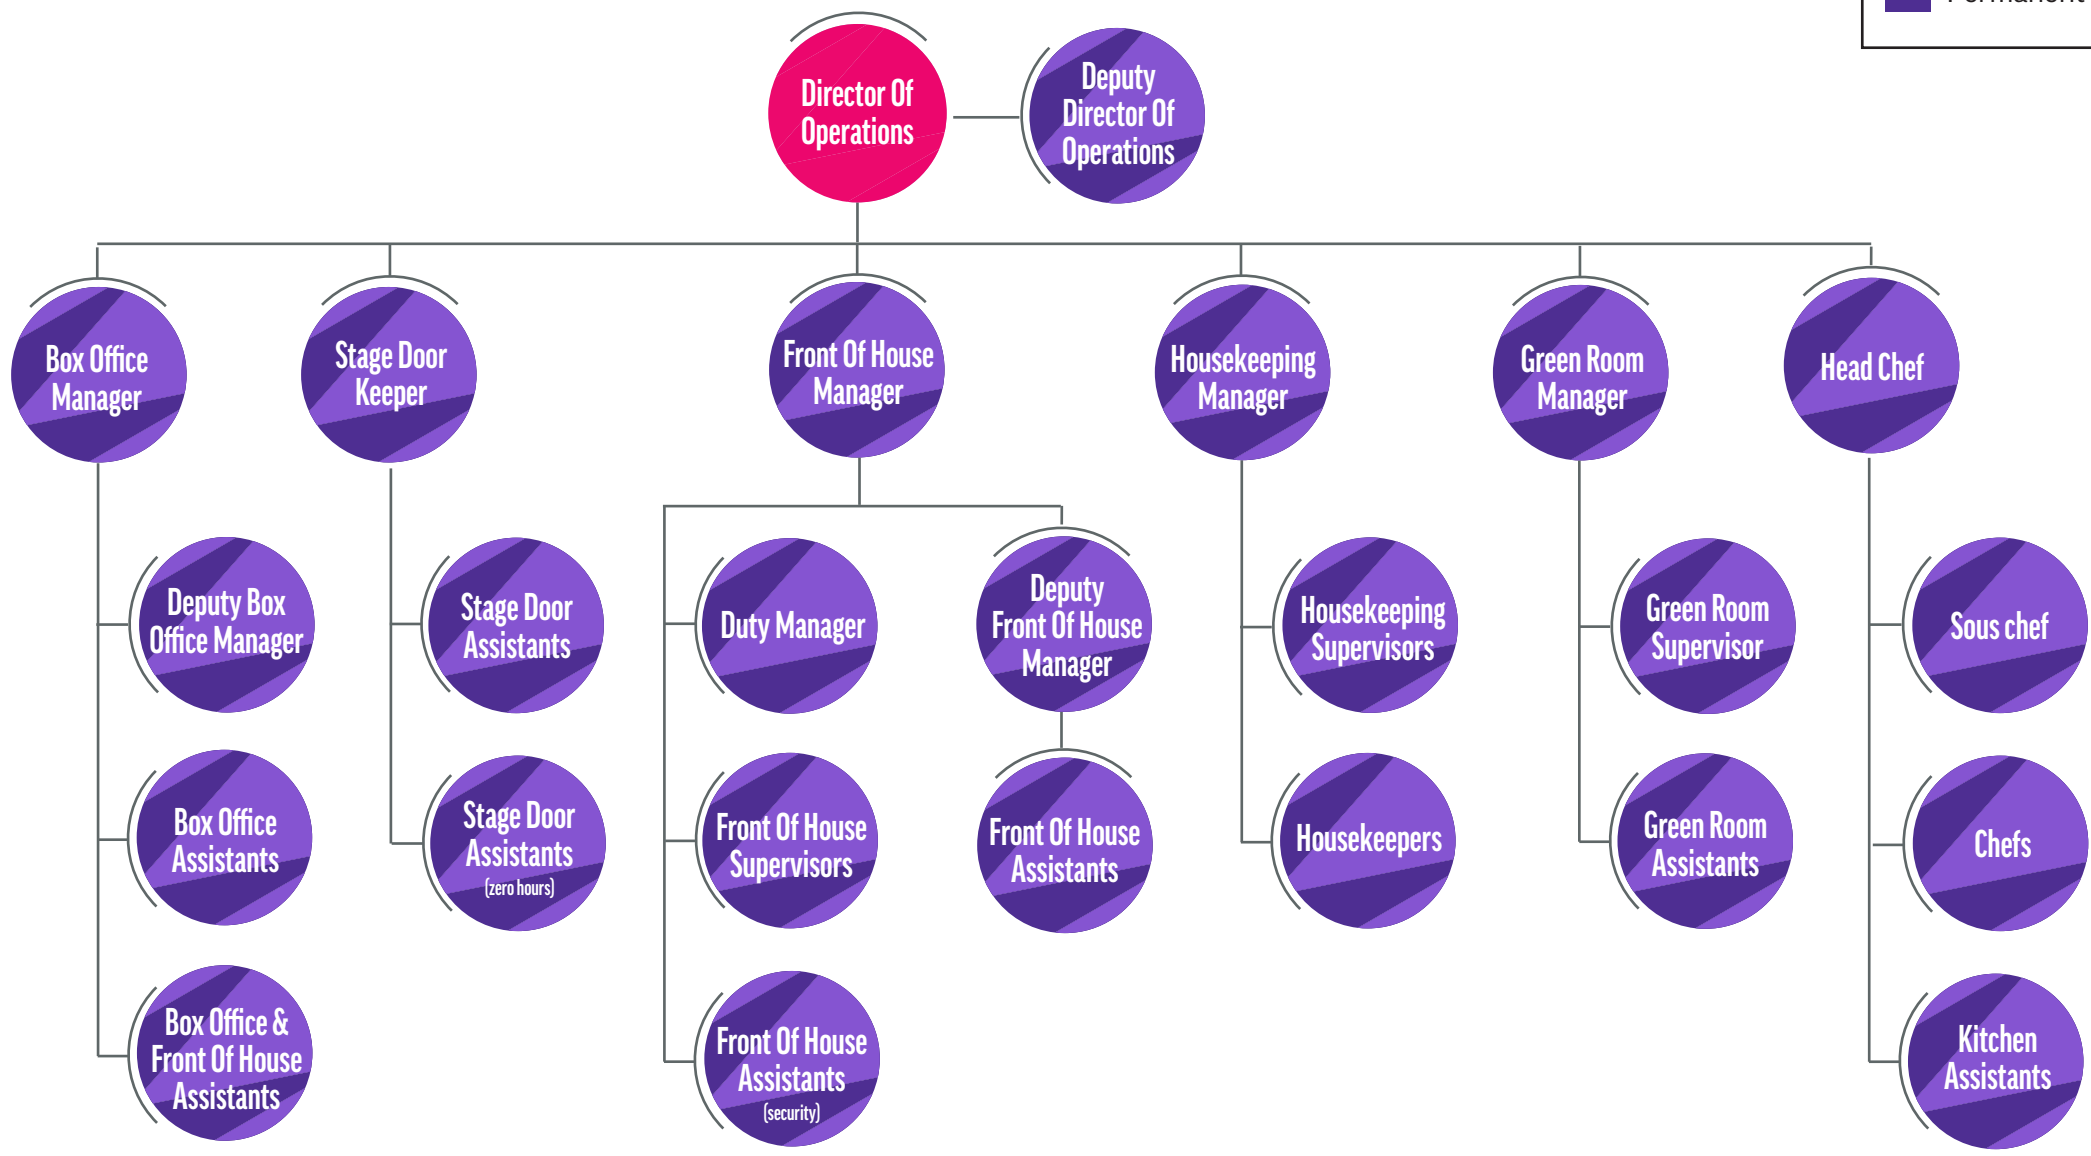 Permanent
Director Of
Operations
Deputy
Director Of
Operations
Box Office
Manager
Stage Door
Keeper
Front Of House
Manager
Housekeeping
Manager
Green Room
Manager
Head Chef
Deputy Box
Office Manager
Stage Door
Assistants
Duty Manager
Deputy
Front Of House
Manager
Housekeeping
Supervisors
Green Room
Supervisor
Sous chef
Box Office
Assistants
Stage Door
Assistants
(zero hours)
Front Of House
Supervisors
Front Of House
Assistants
Housekeepers
Green Room
Assistants
Chefs
Box Office &
Front Of House
Assistants
Front Of House
Assistants
(security)
Kitchen
Assistants